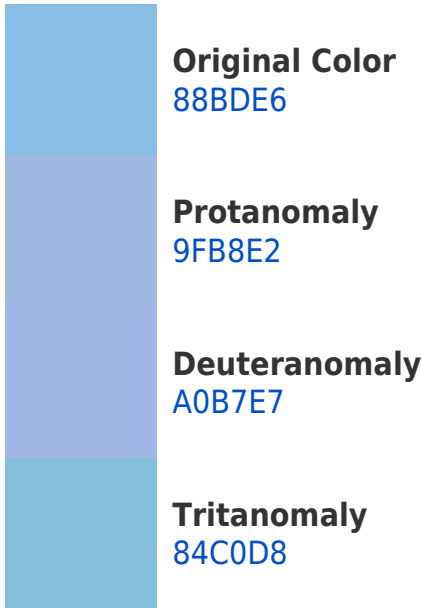 Original Color
88BDE6
Protanomaly
9FB8E2
Deuteranomaly
A0B7E7
Tritanomaly
84C0D8